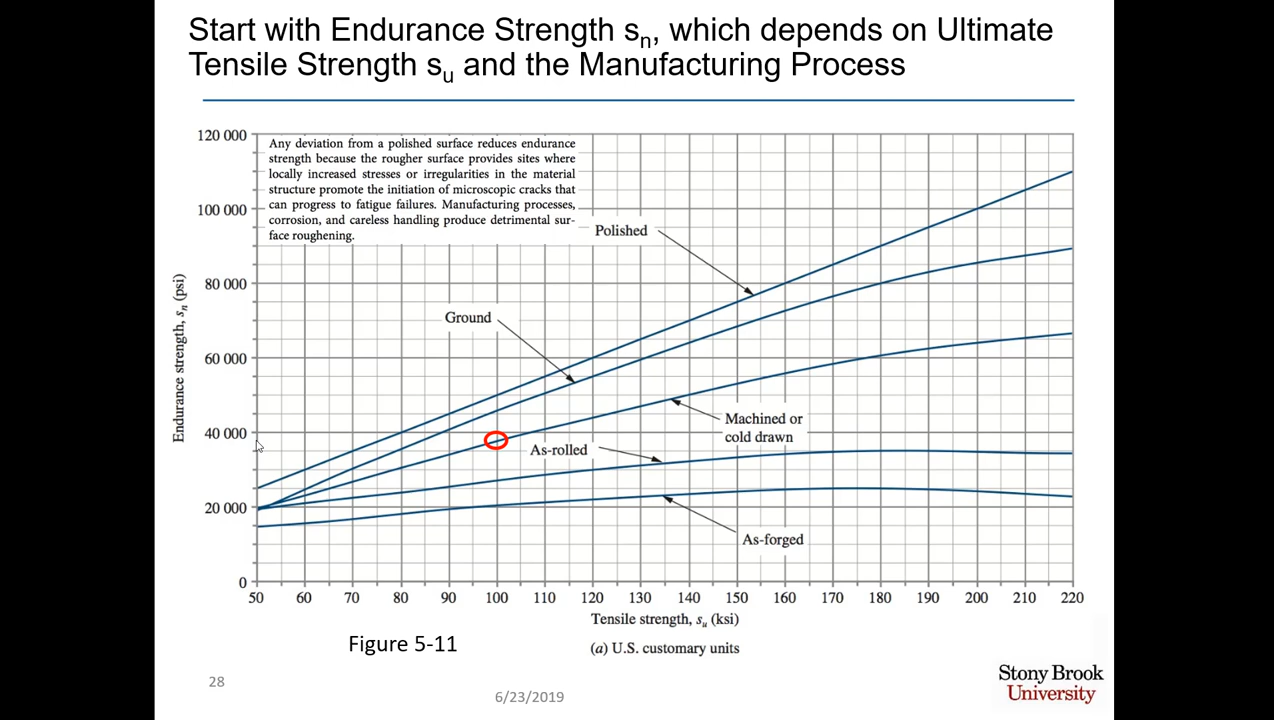 Start with Endurance Strength sn, which depends on Ultimate
Tensile Strength su and the Manufacturing Process
120 000
100 000
80 000
60 000
40 000
20 000
0
Endurance strength, sn (psi)
Any deviation from a polished surface reduces endurance
strength because the rougher surface provides sites where
locally increased stresses or irregularities in the material
structure promote the initiation of microscopic cracks that
can progress to fatigue failures. Manufacturing processes,
corrosion, and careless handling produce detrimental sur-
face roughening.
Polished
Ground
Machined or
cold drawn
As-rolled
As-forged
50 60 70 80 90 100 110 120 130 140 150 160 170 180 190 200 210 220
Tensile strength, su (ksi)
Figure 5-11
(a) U.S. customary units
28
6/23/2019
Stony Brook
University